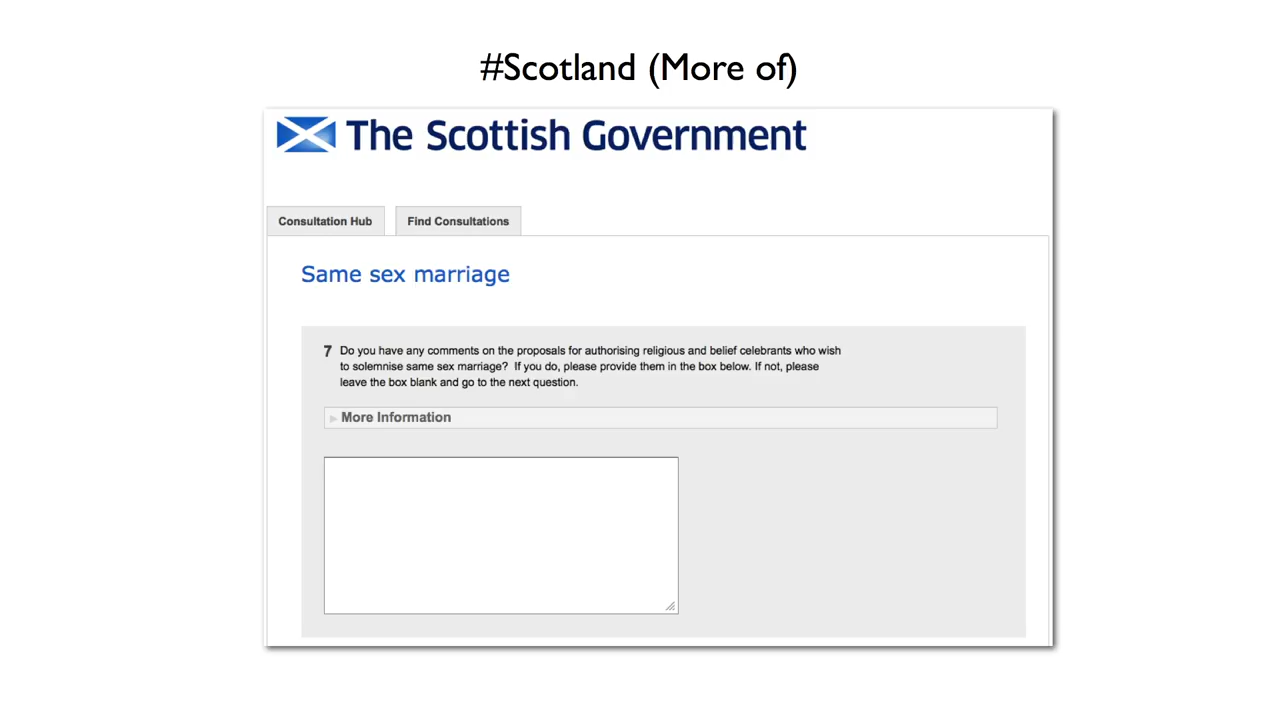 #Scotland (More of)
The Scottish Government
Consultation Hub
Find Consultations
Same sex marriage
7 Do you have any comments on the proposals for authorising religious and belief celebrants who wish
to solemnise same sex marriage? If you do, please provide them in the box below. If not, please
leave the box blank and go to the next question.
More Information